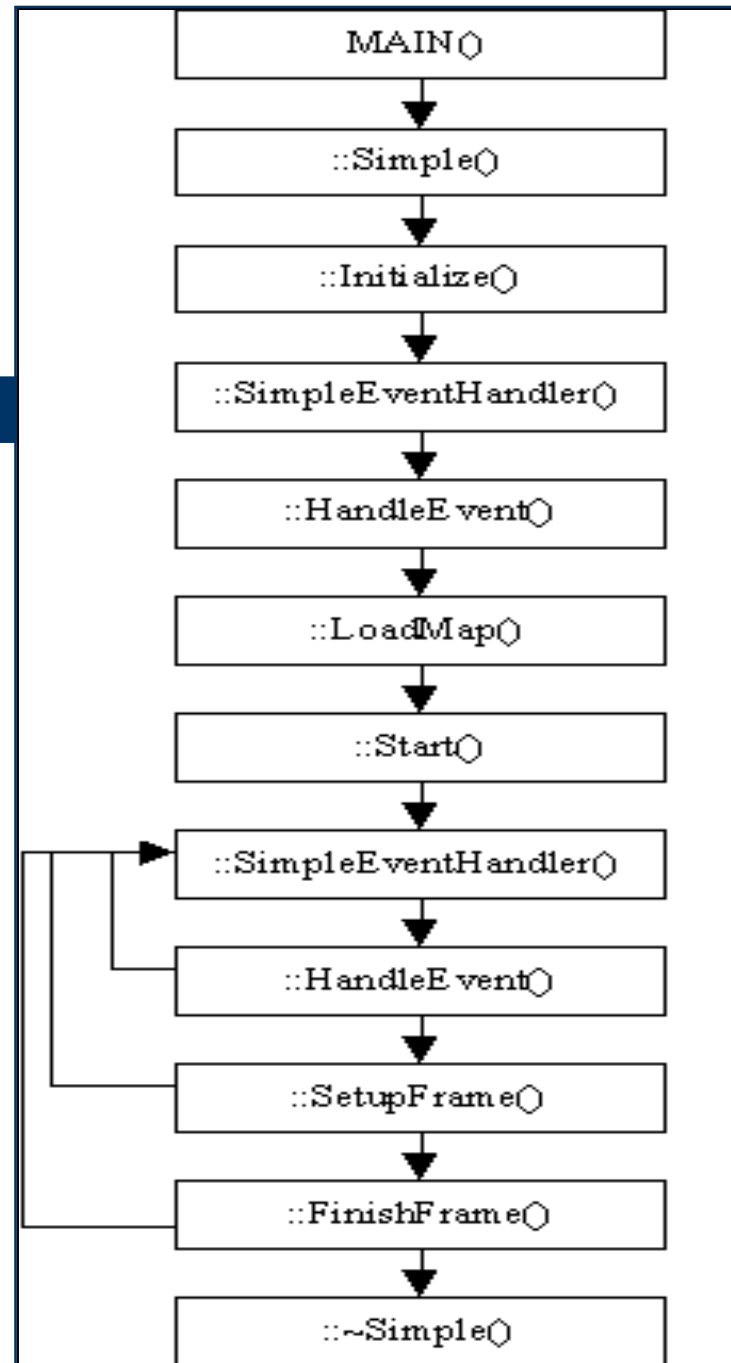 MAIN()
::Simple()
::Initialize()
::SimpleEventHandler()
::HandleEvent()
::LoadMap()
::Start()
::SimpleEventHandler()
::HandleEvent()
::SetupFrame()
::FinishFrame()
::~Simple()